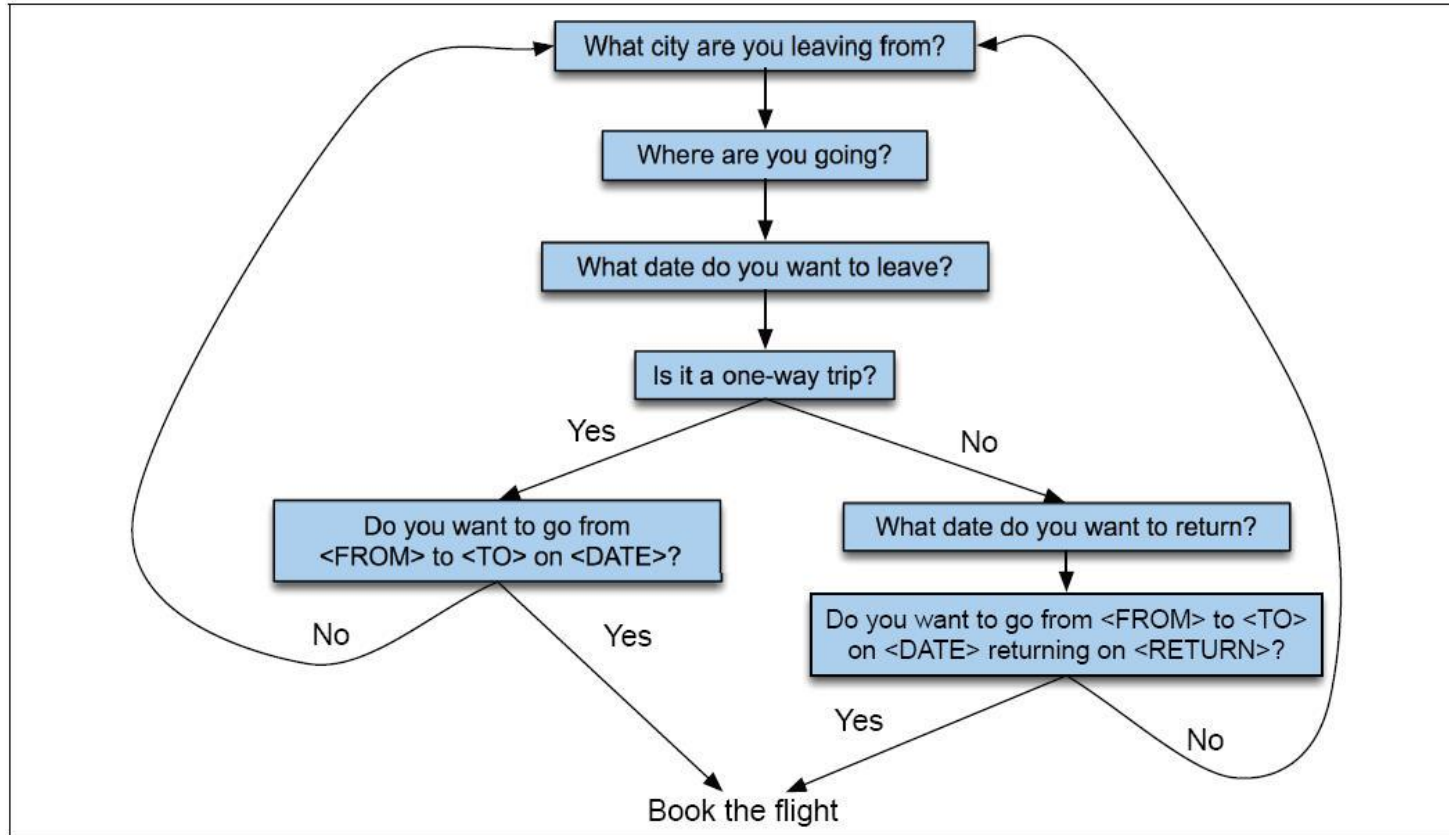 What city are you leaving from?
Where are you going?
What date do you want to leave?
Is it a one-way trip?
Yes
No
Do you want to go from
<FROM> to <TO> on <DATE>?
What date do you want to return?
No
Yes
Do you want to go from <FROM> to <TO>
on <DATE> returning on <RETURN>?
Yes
No
Book the flight